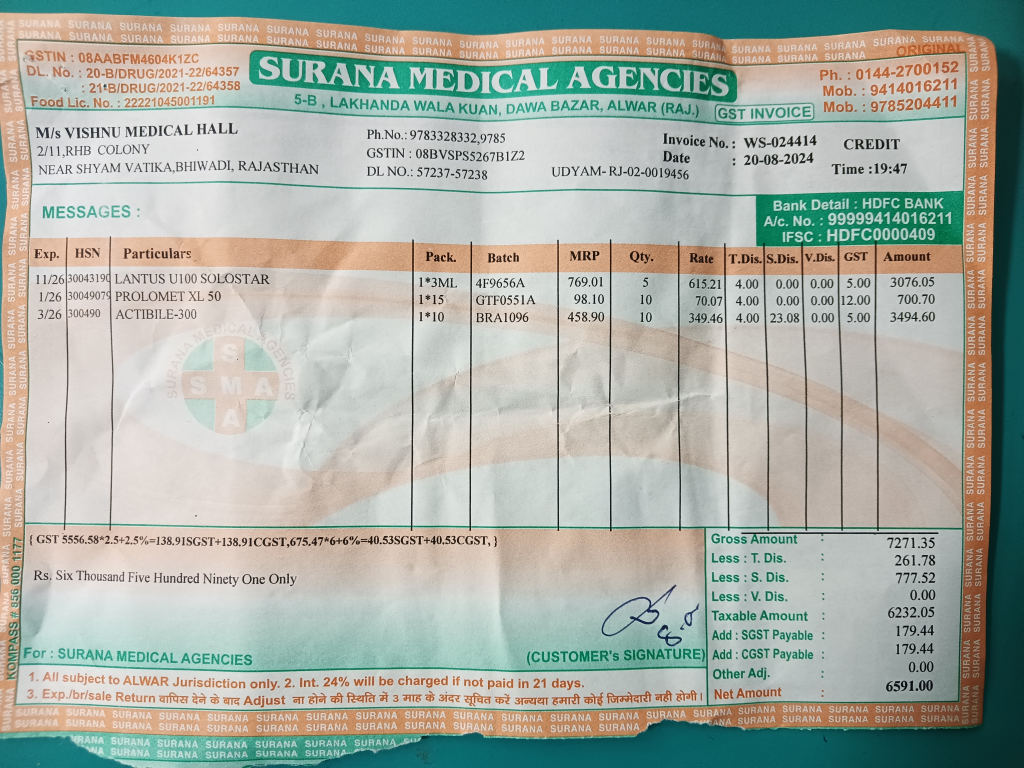 ORIGINAL
GSTIN : 08AABFM4604K1ZC
DL. No. : 20-B/DRUG/2021-22/64357
: 21-B/DRUG/2021-22/64358
Food Lic. No. : 22221045001191
SURANA MEDICAL AGENCIES
5-B , LAKHANDA WALA KUAN, DAWA BAZAR, ALWAR (RAJ.)
GST INVOICE
Ph. : 0144-2700152
Mob. : 9414016211
Mob. : 9785204411
M/s VISHNU MEDICAL HALL
2/11,RHB COLONY
NEAR SHYAM VATIKA,BHIWADI, RAJASTHAN
Ph.No.: 9783328332,9785
GSTIN : 08BVSPS5267B1Z2
DL NO.: 57237-57238
UDYAM- RJ-02-0019456
Invoice No. : WS-024414
Date : 20-08-2024
CREDIT
Time :19:47
MESSAGES :
Bank Detail : HDFC BANK
A/c. No. : 99999414016211
IFSC : HDFC0000409
Exp. HSN Particulars Pack. Batch MRP Qty. Rate T.Dis. S.Dis. V.Dis. GST Amount
11/26 30043190 LANTUS U100 SOLOSTAR 1*3ML 4F9656A 769.01 5 615.21 4.00 0.00 0.00 5.00 3076.05
1/26 30049079 PROLOMET XL 50 1*15 GTF0551A 98.10 10 70.07 4.00 0.00 0.00 12.00 700.70
3/26 300490 ACTIBILE-300 1*10 BRA1096 458.90 10 349.46 4.00 23.08 0.00 5.00 3494.60
SURANA MEDICAL AGENCIES
S
SMA
A
{ GST 5556.58*2.5+2.5%=138.91SGST+138.91CGST,675.47*6+6%=40.53SGST+40.53CGST, }
Rs. Six Thousand Five Hundred Ninety One Only
Gross Amount : 7271.35
Less : T. Dis. : 261.78
Less : S. Dis. : 777.52
Less : V. Dis. : 0.00
Taxable Amount : 6232.05
Add : SGST Payable : 179.44
Add : CGST Payable : 179.44
Other Adj. : 0.00
Net Amount : 6591.00
For : SURANA MEDICAL AGENCIES
(CUSTOMER's SIGNATURE)
1. All subject to ALWAR Jurisdiction only. 2. Int. 24% will be charged if not paid in 21 days.
3. Exp./br/sale Return वापिस देने के बाद Adjust ना होने की स्थिति में 3 माह के अंदर सूचित करें अन्यथा हमारी कोई जिम्मेदारी नही होगी।
KOMPASS # 856 000 1177